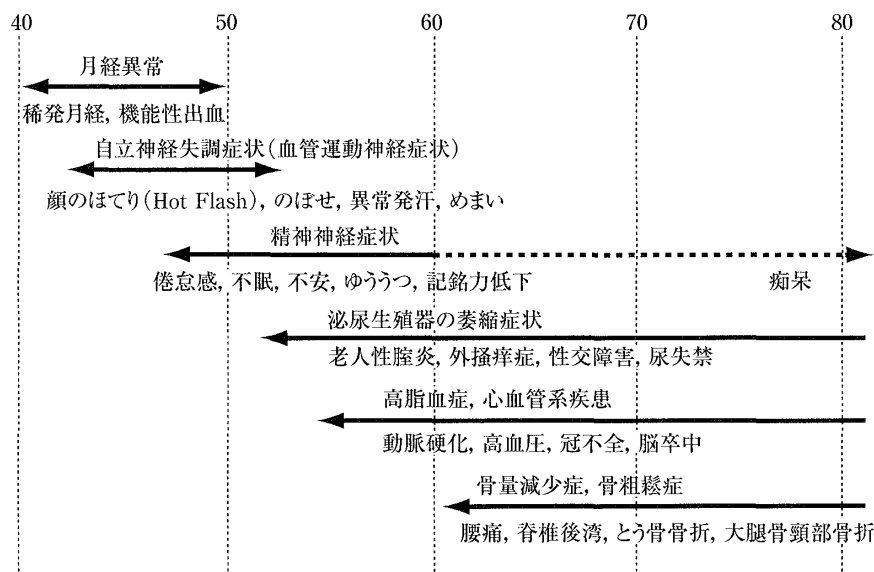 40 50 60 70 80
月経異常
稀発月経, 機能性出血
自立神経失調症状(血管運動神経症状)
顔のほてり(Hot Flash), のぼせ, 異常発汗, めまい
精神神経症状
倦怠感, 不眠, 不安, ゆううつ, 記銘力低下 痴呆
泌尿生殖器の萎縮症状
老人性腟炎, 外掻痒症, 性交障害, 尿失禁
高脂血症, 心血管系疾患
動脈硬化, 高血圧, 冠不全, 脳卒中
骨量減少症, 骨粗鬆症
腰痛, 脊椎後湾, とう骨骨折, 大腿骨頸部骨折